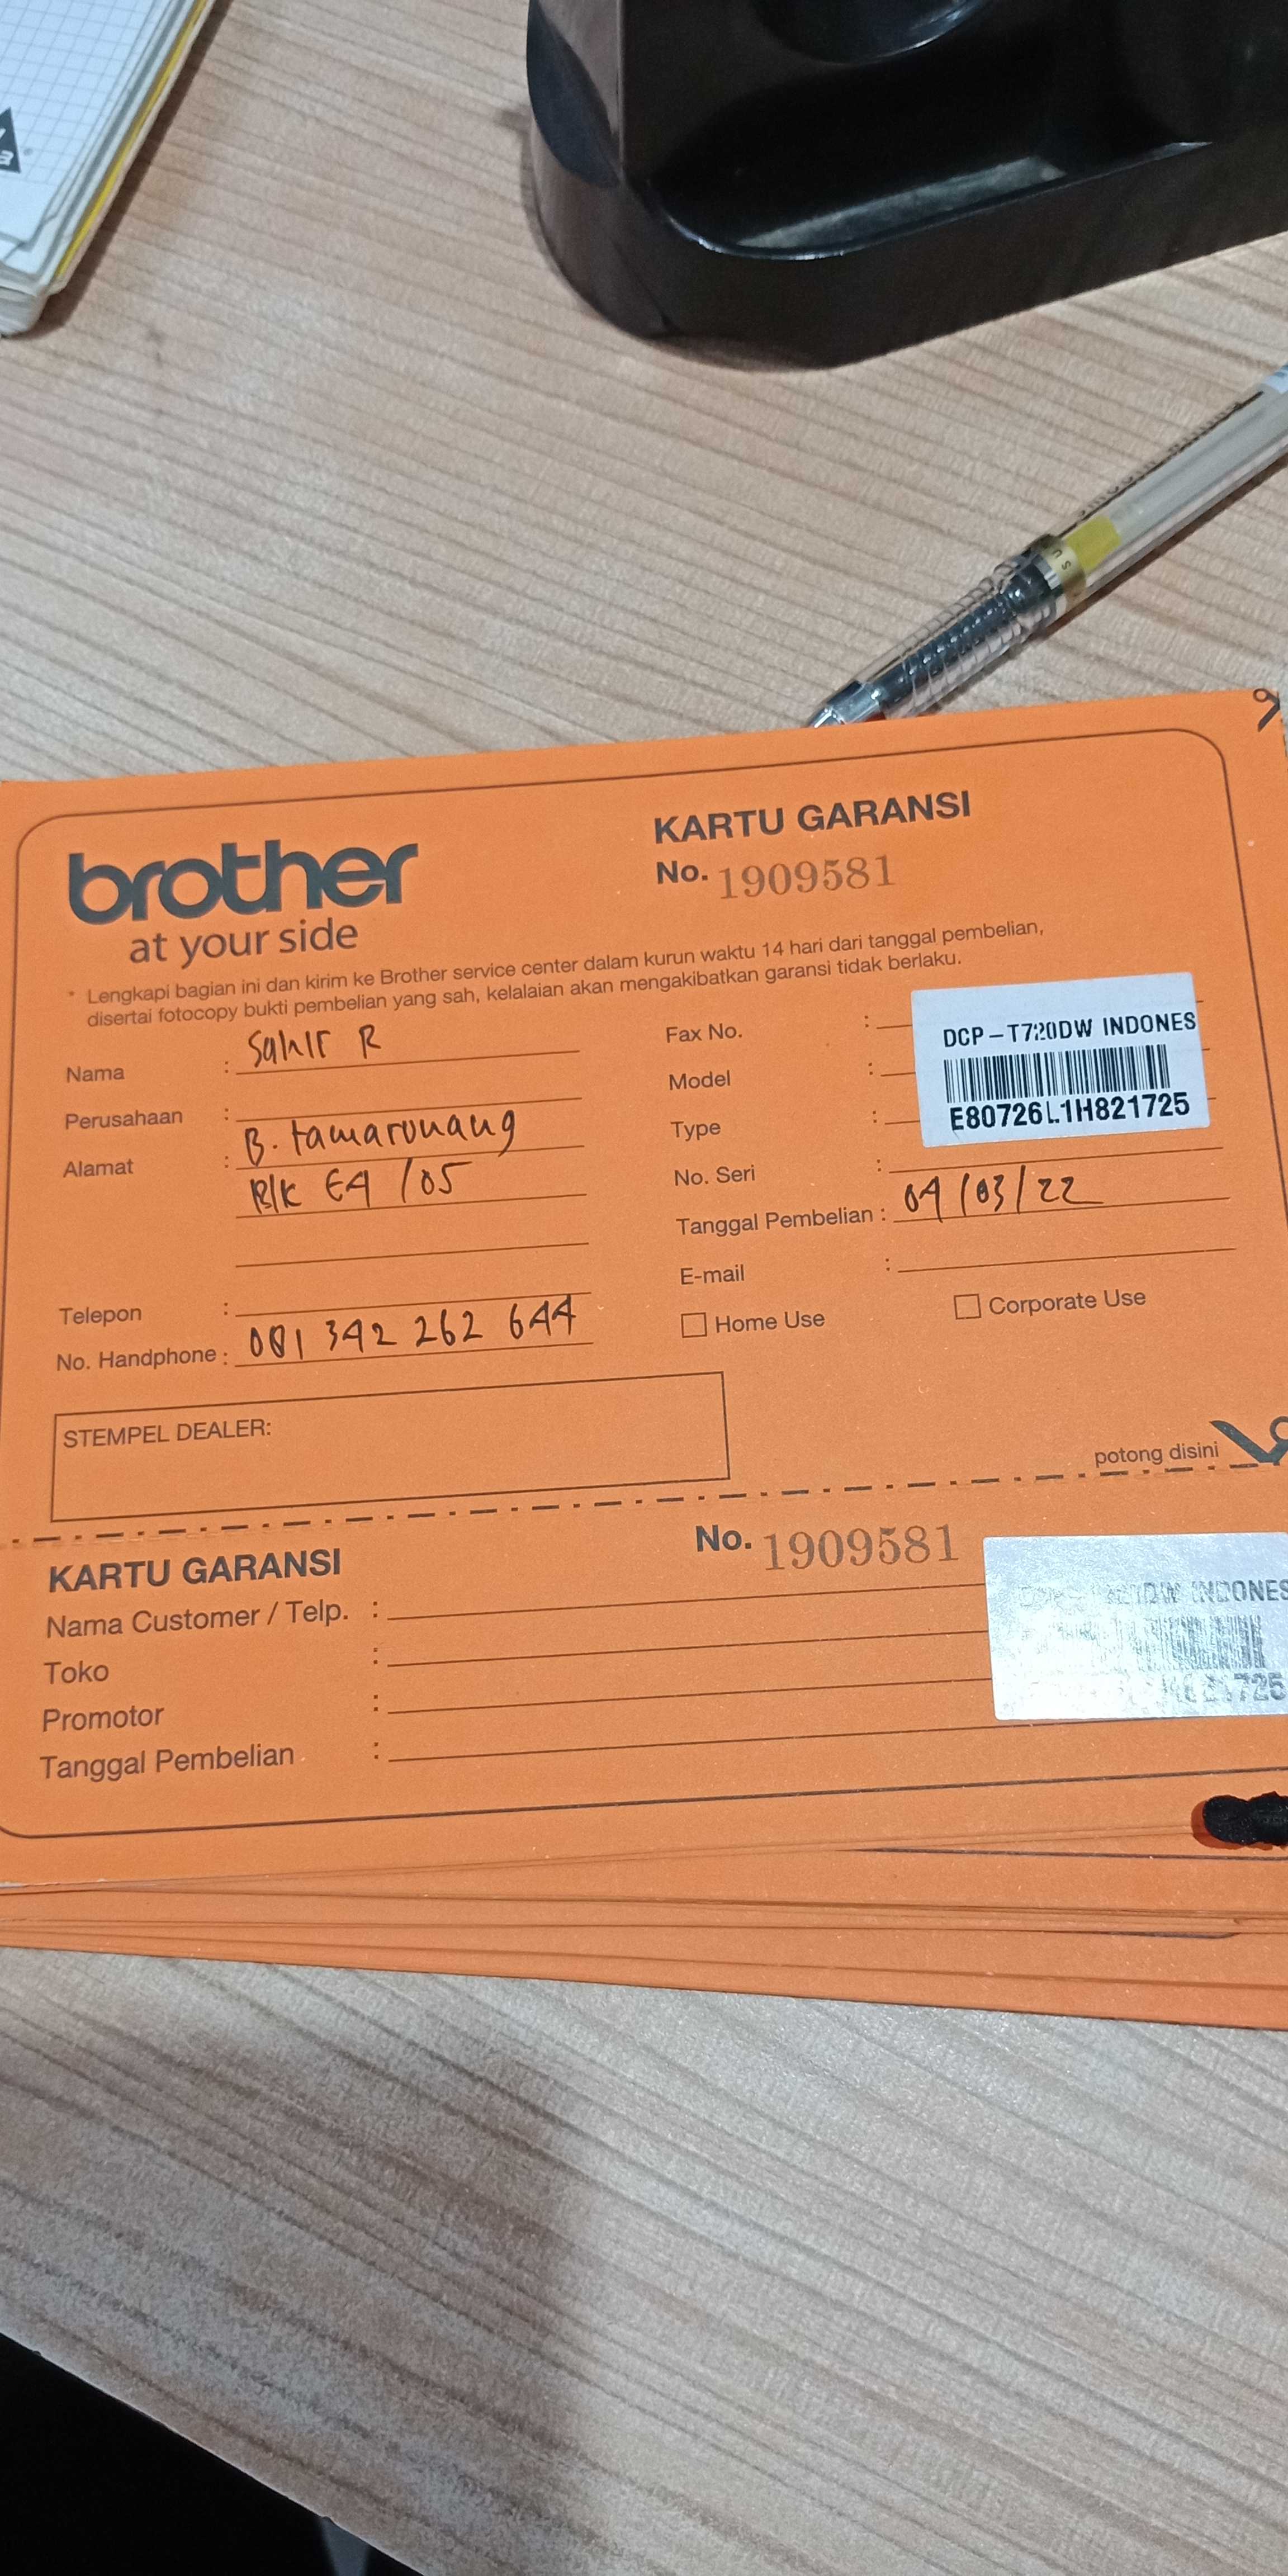 brother
at your side
KARTU GARANSI
No. 1909581
* Lengkapi bagian ini dan kirim ke Brother service center dalam kurun waktu 14 hari dari tanggal pembelian,
disertai fotocopy bukti pembelian yang sah, kelalaian akan mengakibatkan garansi tidak berlaku.
Nama : Sahir R
Perusahaan :
Alamat : B. tamarunang
Blk E4 /05
Telepon :
No. Handphone : 081 342 262 644
Fax No. :
Model :
Type :
No. Seri :
DCP-T720DW INDONES
E80726L1H821725
Tanggal Pembelian : 04/03/22
E-mail :
Home Use
Corporate Use
STEMPEL DEALER:
potong disini
KARTU GARANSI
No. 1909581
Nama Customer / Telp. :
Toko :
Promotor :
Tanggal Pembelian :
INDONES